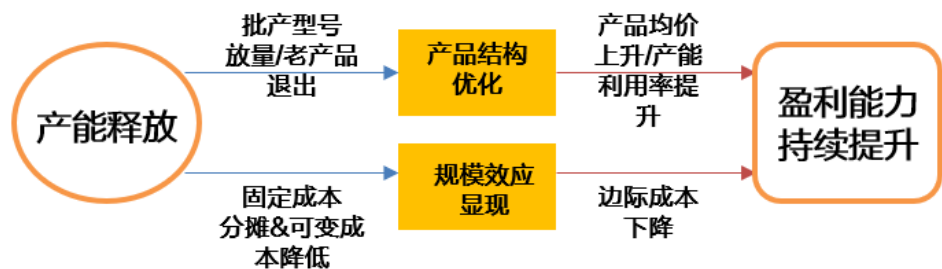 产能释放
批产型号
放量/老产品
退出
产品结构
优化
产品均价
上升/产能
利用率提
升
固定成本
分摊&可变成
本降低
规模效应
显现
边际成本
下降
盈利能力
持续提升